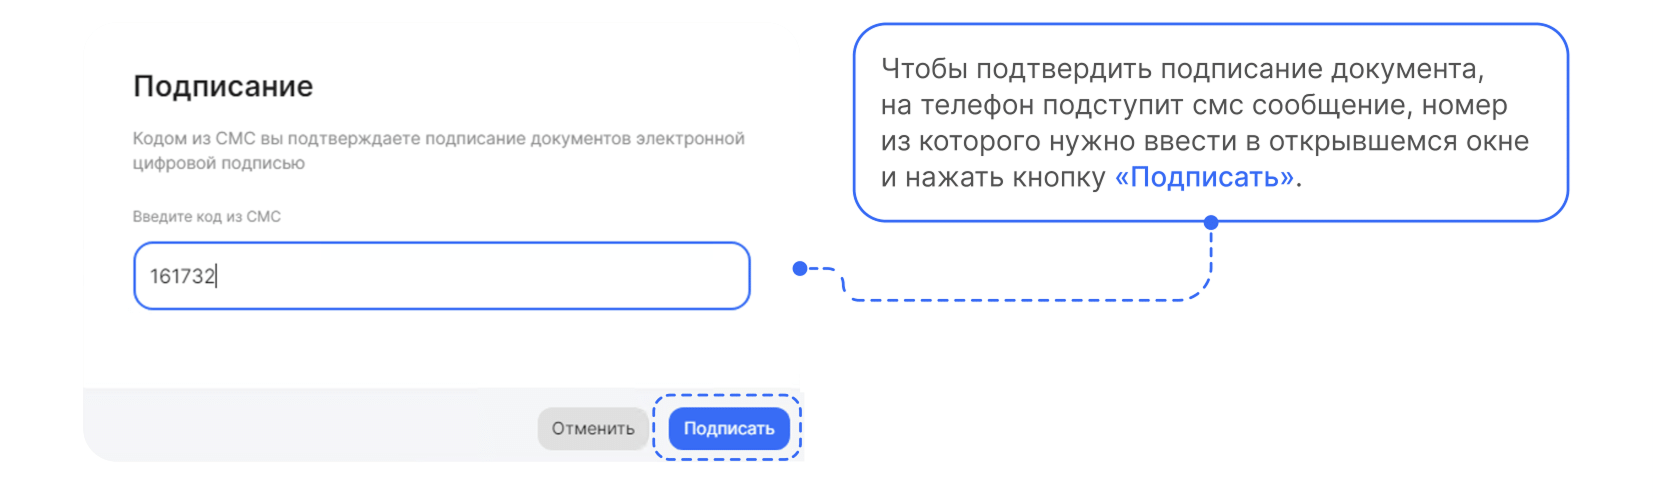 Подписание
Кодом из СМС вы подтверждаете подписание документов электронной
цифровой подписью
Введите код из СМС
161732
Отменить
Подписать
Чтобы подтвердить подписание документа,
на телефон подступит смс сообщение, номер
из которого нужно ввести в открывшемся окне
и нажать кнопку «Подписать».